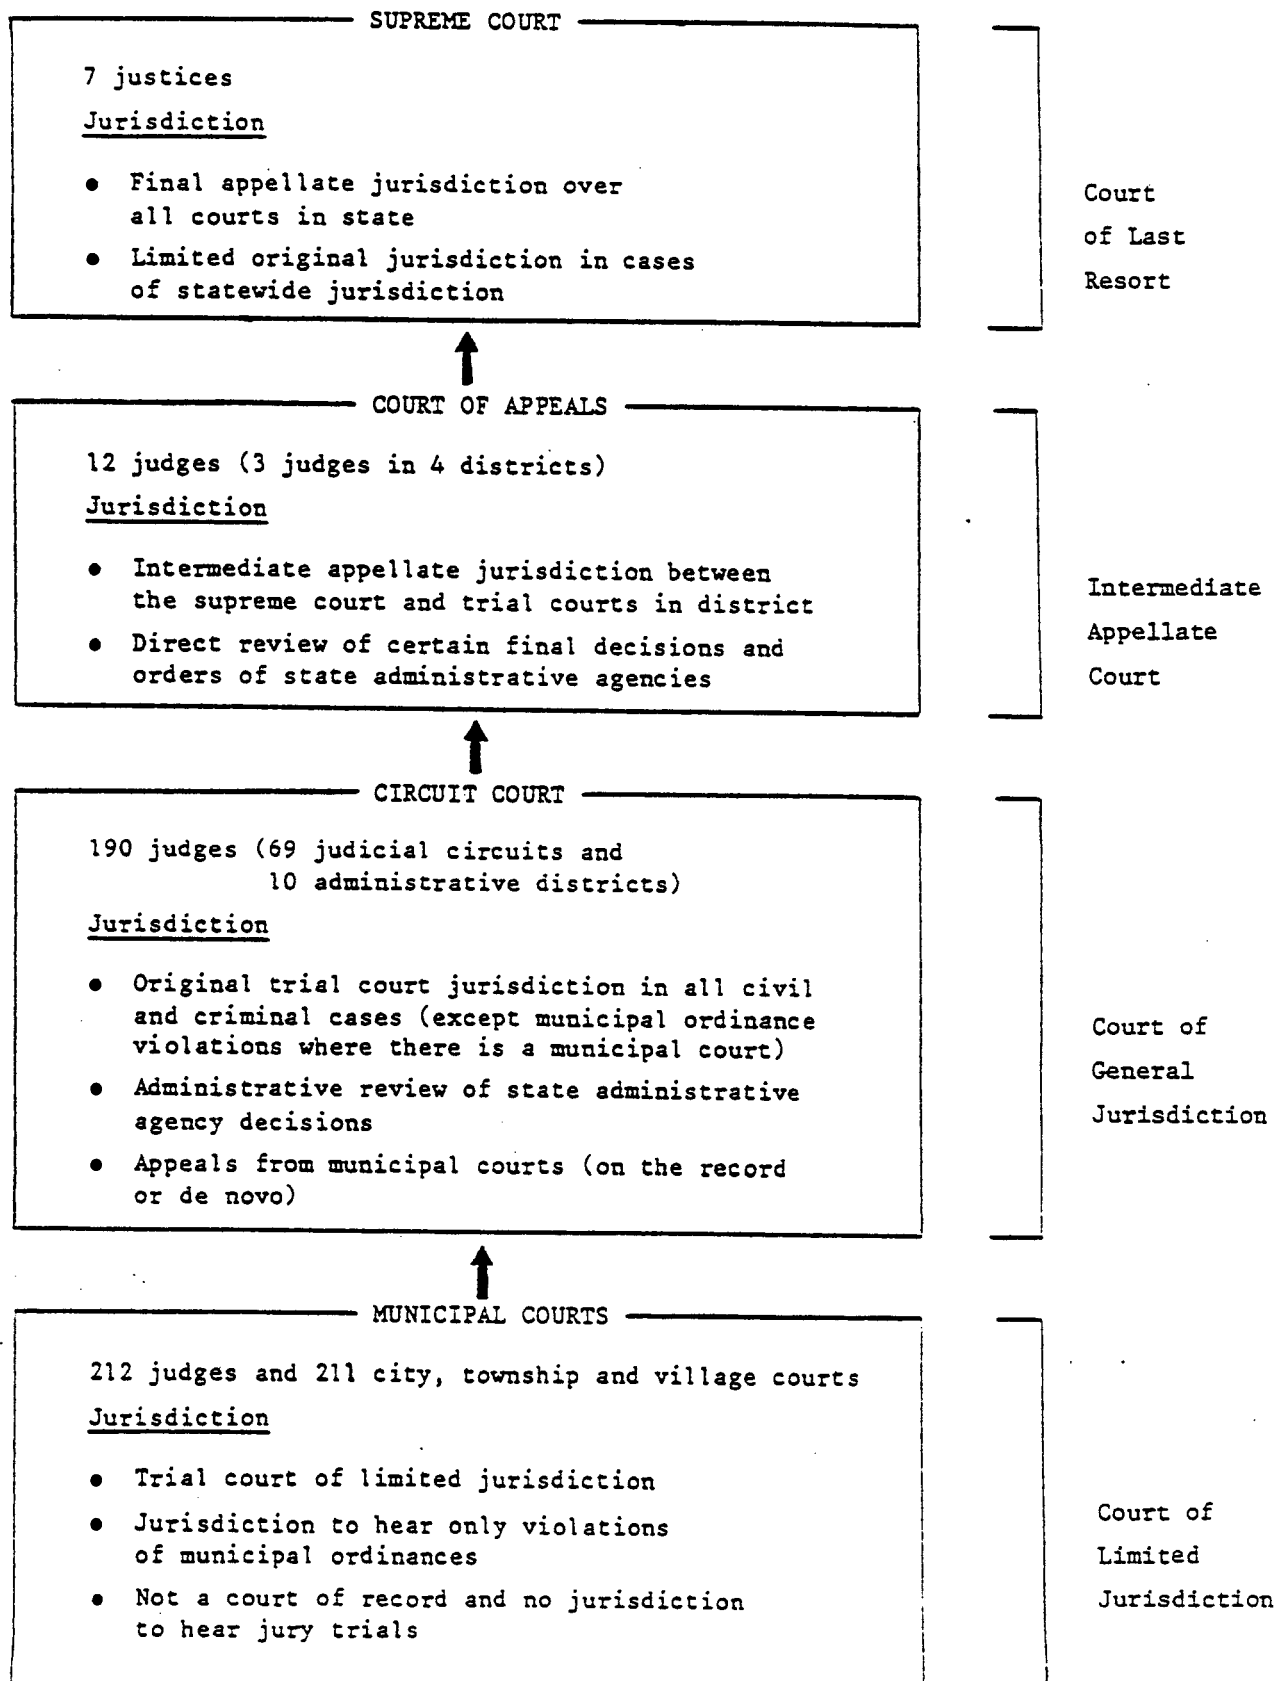 SUPREME COURT
7 justices
Jurisdiction
● Final appellate jurisdiction over
all courts in state
● Limited original jurisdiction in cases
of statewide jurisdiction
Court
of Last
Resort
COURT OF APPEALS
12 judges (3 judges in 4 districts)
Jurisdiction
● Intermediate appellate jurisdiction between
the supreme court and trial courts in district
● Direct review of certain final decisions and
orders of state administrative agencies
Intermediate
Appellate
Court
CIRCUIT COURT
190 judges (69 judicial circuits and
10 administrative districts)
Jurisdiction
● Original trial court jurisdiction in all civil
and criminal cases (except municipal ordinance
violations where there is a municipal court)
● Administrative review of state administrative
agency decisions
● Appeals from municipal courts (on the record
or de novo)
Court of
General
Jurisdiction
MUNICIPAL COURTS
212 judges and 211 city, township and village courts
Jurisdiction
● Trial court of limited jurisdiction
● Jurisdiction to hear only violations
of municipal ordinances
● Not a court of record and no jurisdiction
to hear jury trials
Court of
Limited
Jurisdiction